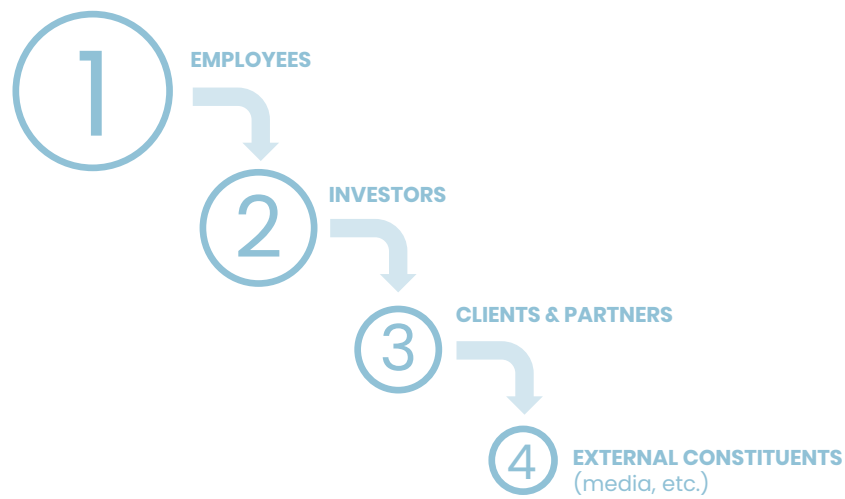 1
EMPLOYEES
2
INVESTORS
3
CLIENTS & PARTNERS
4
EXTERNAL CONSTITUENTS
(media, etc.)